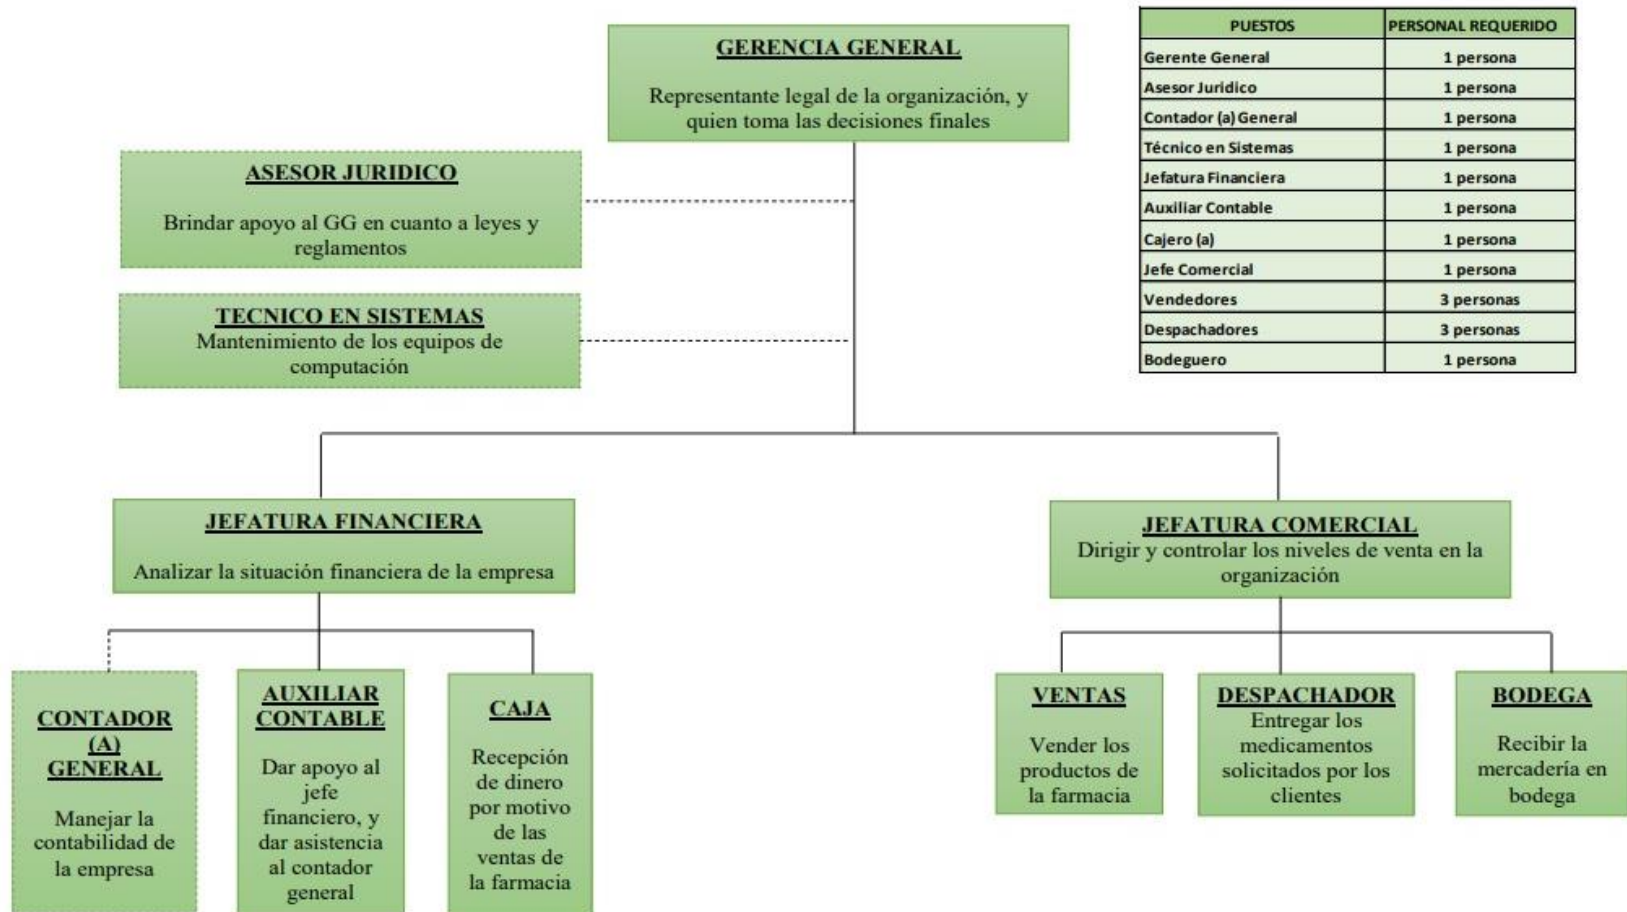 GERENCIA GENERAL
Representante legal de la organización, y
quien toma las decisiones finales
PUESTOS PERSONAL REQUERIDO
Gerente General 1 persona
Asesor Juridico 1 persona
Contador (a) General 1 persona
Técnico en Sistemas 1 persona
Jefatura Financiera 1 persona
Auxiliar Contable 1 persona
Cajero (a) 1 persona
Jefe Comercial 1 persona
Vendedores 3 personas
Despachadores 3 personas
Bodeguero 1 persona
ASESOR JURIDICO
Brindar apoyo al GG en cuanto a leyes y
reglamentos
TECNICO EN SISTEMAS
Mantenimiento de los equipos de
computación
JEFATURA FINANCIERA
Analizar la situación financiera de la empresa
JEFATURA COMERCIAL
Dirigir y controlar los niveles de venta en la
organización
CONTADOR
(A)
GENERAL
Manejar la
contabilidad de
la empresa
AUXILIAR
CONTABLE
Dar apoyo al
jefe
financiero, y
dar asistencia
al contador
general
CAJA
Recepción
de dinero
por motivo
de las
ventas de
la farmacia
VENTAS
Vender los
productos de
la farmacia
DESPACHADOR
Entregar los
medicamentos
solicitados por los
clientes
BODEGA
Recibir la
mercadería en
bodega